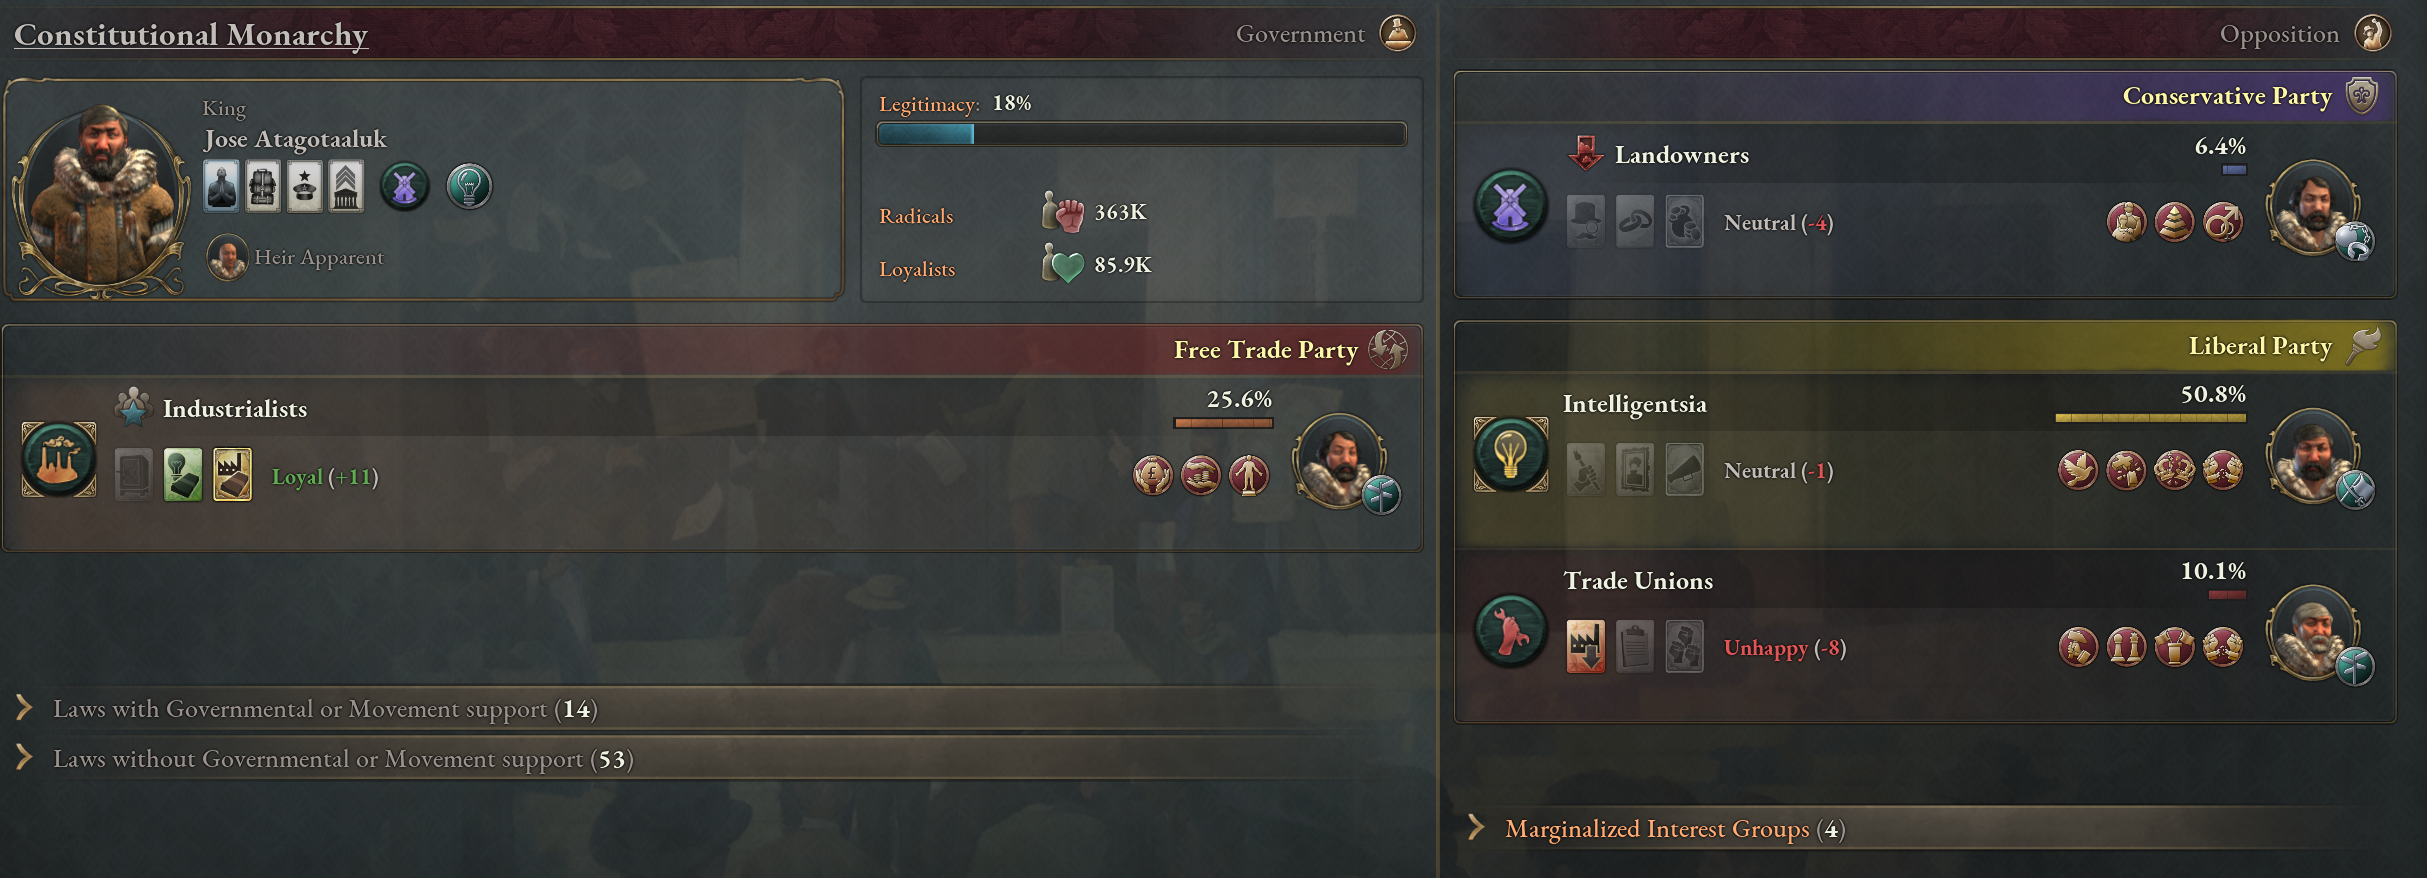 Constitutional Monarchy
Government
King
Jose Atagotaaluk
Heir Apparent
Legitimacy: 18%
Radicals 363K
Loyalists 85.9K
Free Trade Party
Industrialists 25.6%
Loyal (+11)
Laws with Governmental or Movement support (14)
Laws without Governmental or Movement support (53)
Opposition
Conservative Party
Landowners 6.4%
Neutral (-4)
Liberal Party
Intelligentsia 50.8%
Neutral (-1)
Trade Unions 10.1%
Unhappy (-8)
Marginalized Interest Groups (4)